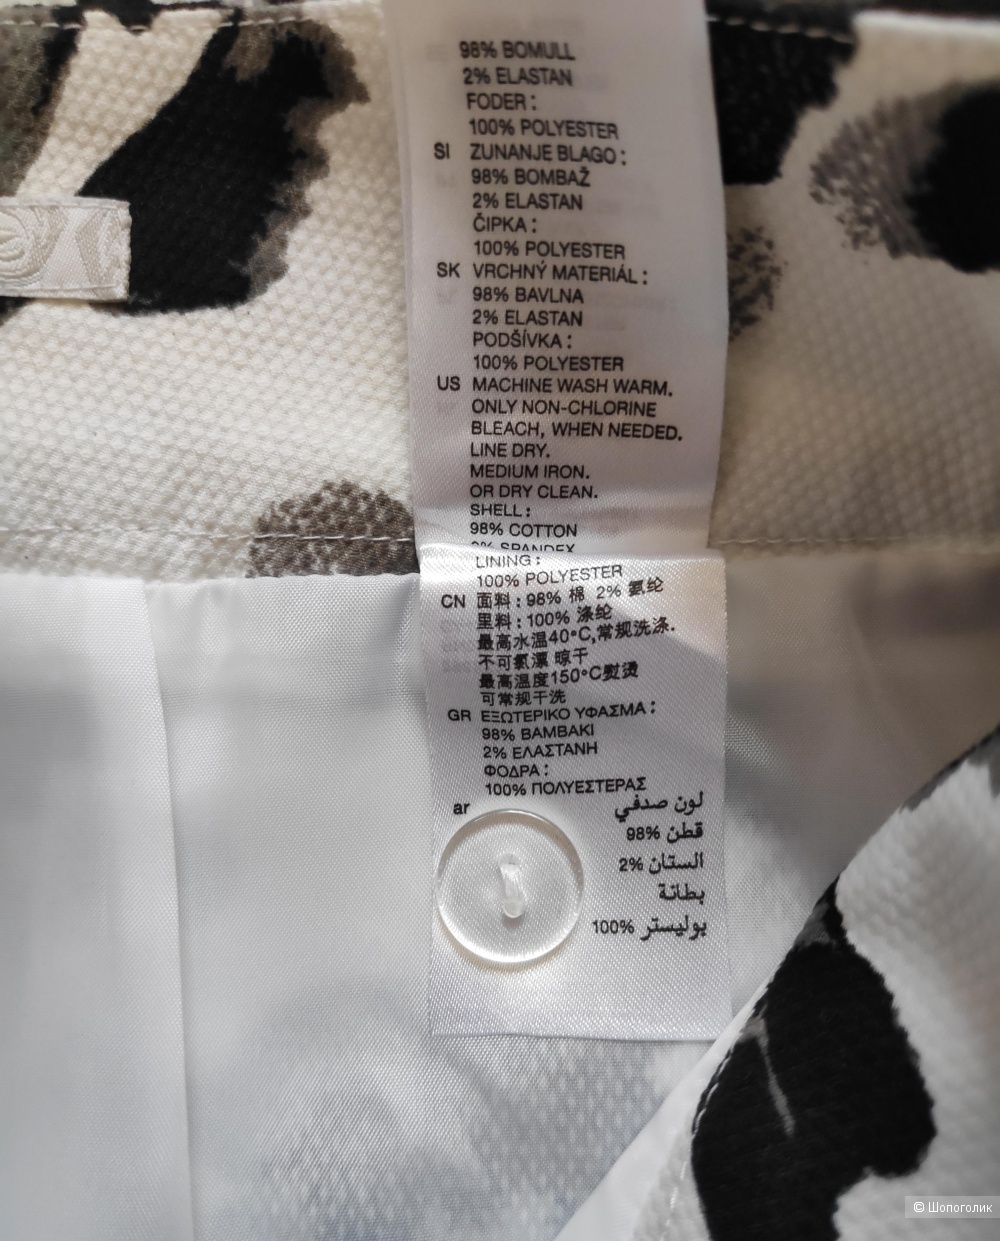 98% BOMULL
2% ELASTAN
FODER :
100% POLYESTER
SI ZUNANJE BLAGO :
98% BOMBAŽ
2% ELASTAN
ČIPKA :
100% POLYESTER
SK VRCHNÝ MATERIÁL :
98% BAVLNA
2% ELASTAN
PODŠÍVKA :
100% POLYESTER
US MACHINE WASH WARM.
ONLY NON-CHLORINE
BLEACH, WHEN NEEDED.
LINE DRY.
MEDIUM IRON.
OR DRY CLEAN.
SHELL :
98% COTTON
2% SPANDEX
LINING :
100% POLYESTER
CN 面料 : 98% 棉 2% 氨纶
里料 : 100% 涤纶
最高水温40°C,常规洗涤.
不可氯漂 晾干
最高温度150°C熨烫
可常规干洗
GR ΕΞΩΤΕΡΙΚΟ ΥΦΑΣΜΑ :
98% ΒΑΜΒΑΚΙ
2% ΕΛΑΣΤΑΝΗ
ΦΟΔΡΑ :
100% ΠΟΛΥΕΣΤΕΡΑΣ
ar لون صدفي
قطن 98%
الستان 2%
بطانة
بوليستر 100%
© Шопоголик